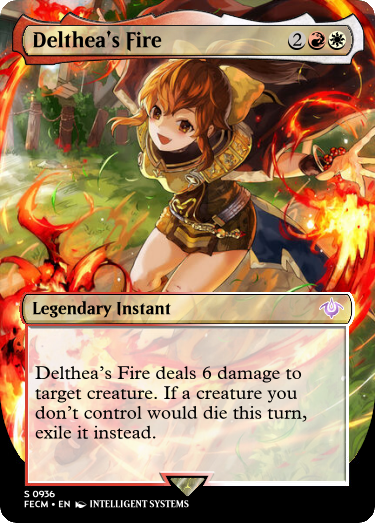 Delthea's Fire 2
Legendary Instant
Delthea's Fire deals 6 damage to
target creature. If a creature you
don't control would die this turn,
exile it instead.
S 0936
FECM • EN INTELLIGENT SYSTEMS